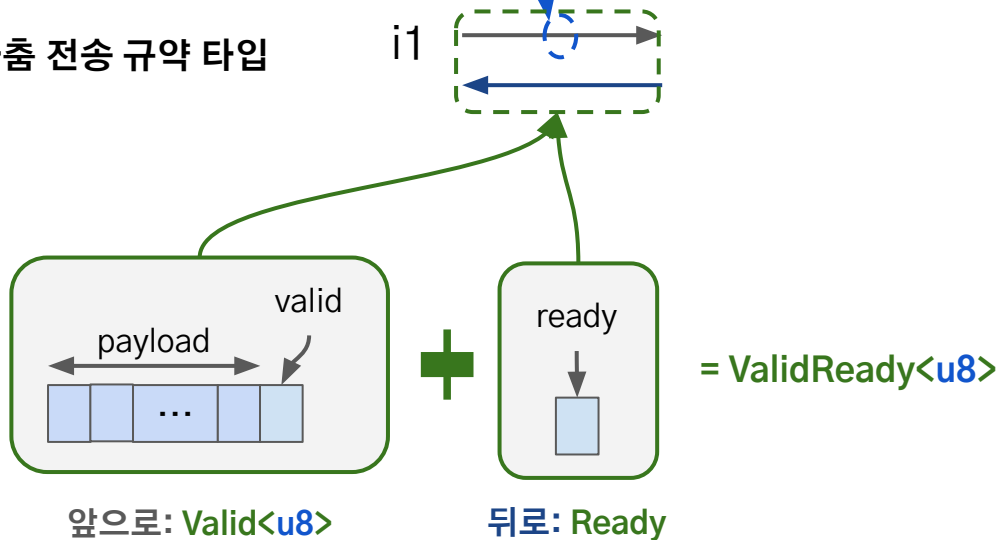 전송 규약 타입
i1
valid
payload
...
ready
= ValidReady<u8>
앞으로: Valid<u8>
뒤로: Ready